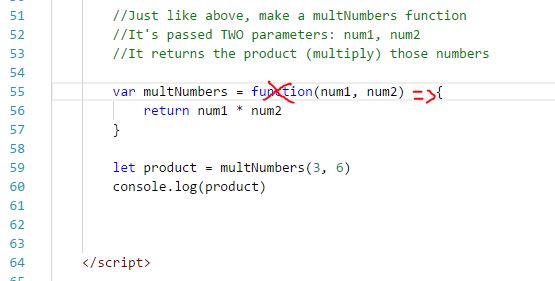 51 //Just like above, make a multNumbers function
52 //It's passed TWO parameters: num1, num2
53 //It returns the product (multiply) those numbers
54
55 var multNumbers = function(num1, num2) => {
56 return num1 * num2
57 }
58
59 let product = multNumbers(3, 6)
60 console.log(product)
61
62
63
64 </script>